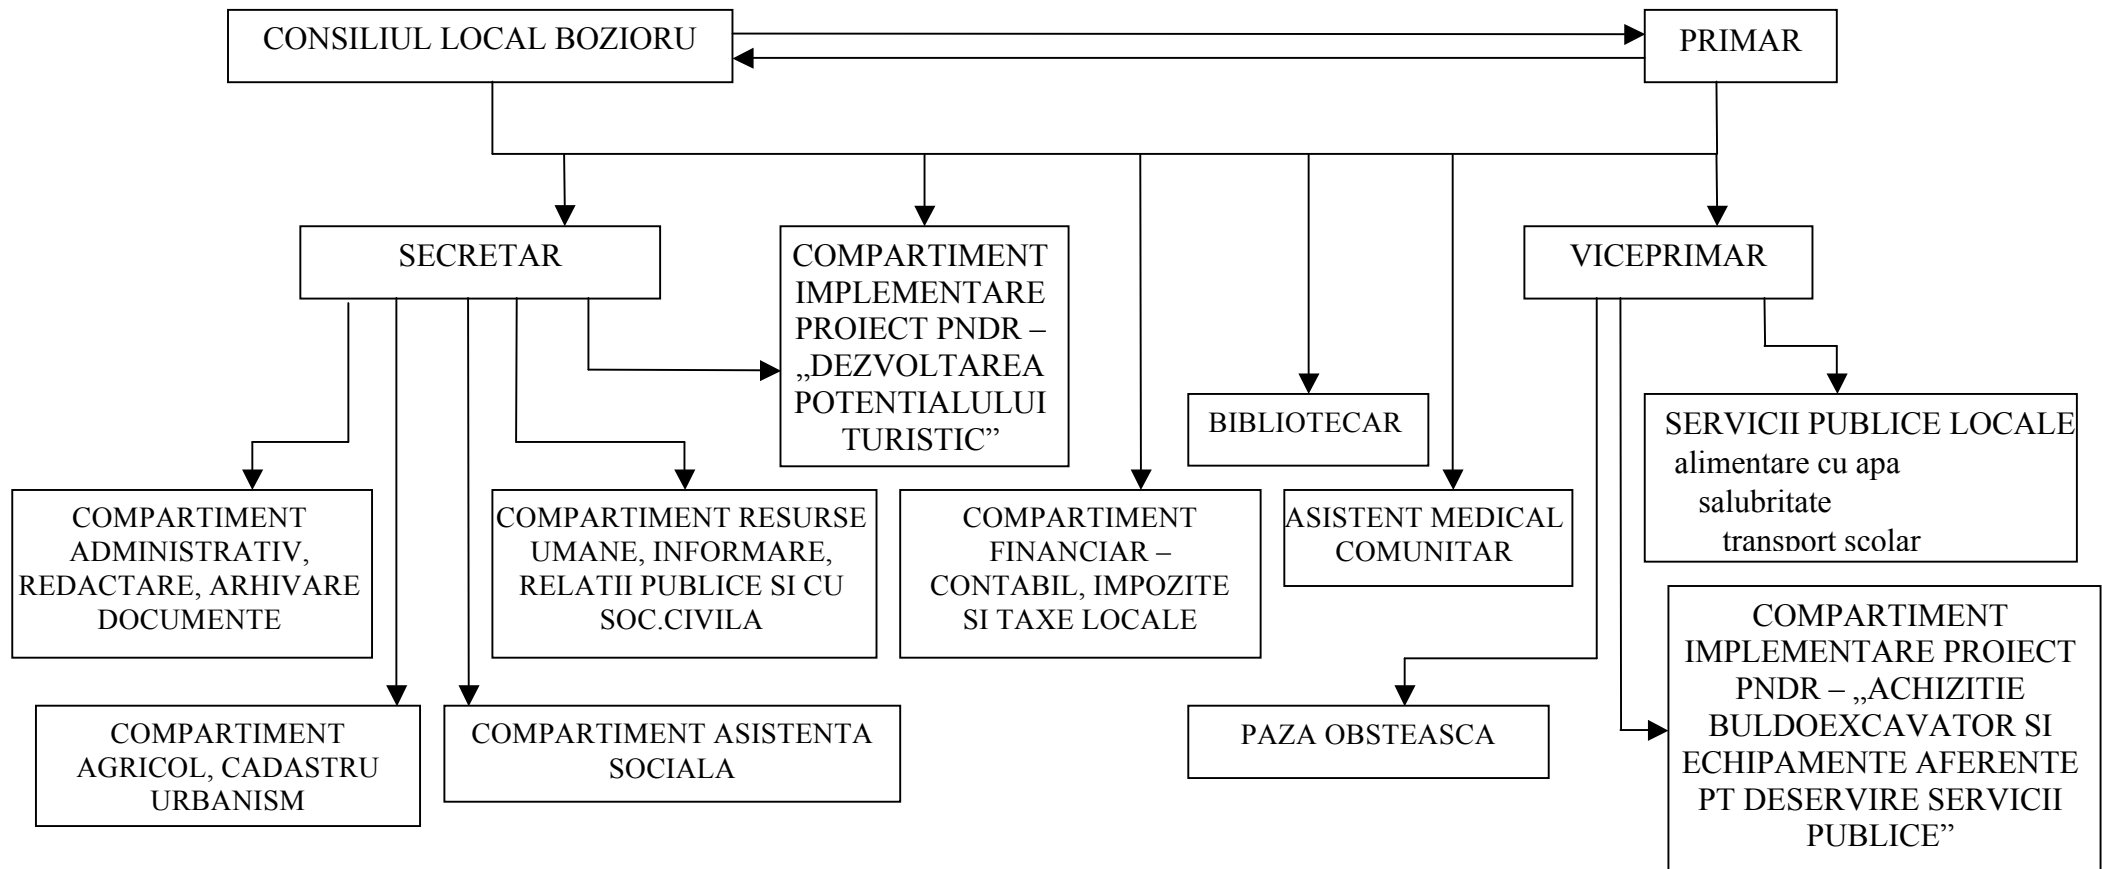 CONSILIUL LOCAL BOZIORU
PRIMAR
SECRETAR
COMPARTIMENT
IMPLEMENTARE
PROIECT PNDR –
„DEZVOLTAREA
POTENTIALULUI
TURISTIC”
VICEPRIMAR
BIBLIOTECAR
SERVICII PUBLICE LOCALE
alimentare cu apa
salubritate
transport scolar
COMPARTIMENT
ADMINISTRATIV,
REDACTARE, ARHIVARE
DOCUMENTE
COMPARTIMENT RESURSE
UMANE, INFORMARE,
RELATII PUBLICE SI CU
SOC.CIVILA
COMPARTIMENT
FINANCIAR –
CONTABIL, IMPOZITE
SI TAXE LOCALE
ASISTENT MEDICAL
COMUNITAR
COMPARTIMENT
AGRICOL, CADASTRU
URBANISM
COMPARTIMENT ASISTENTA
SOCIALA
PAZA OBSTEASCA
COMPARTIMENT
IMPLEMENTARE PROIECT
PNDR – „ACHIZITIE
BULDOEXCAVATOR SI
ECHIPAMENTE AFERENTE
PT DESERVIRE SERVICII
PUBLICE”